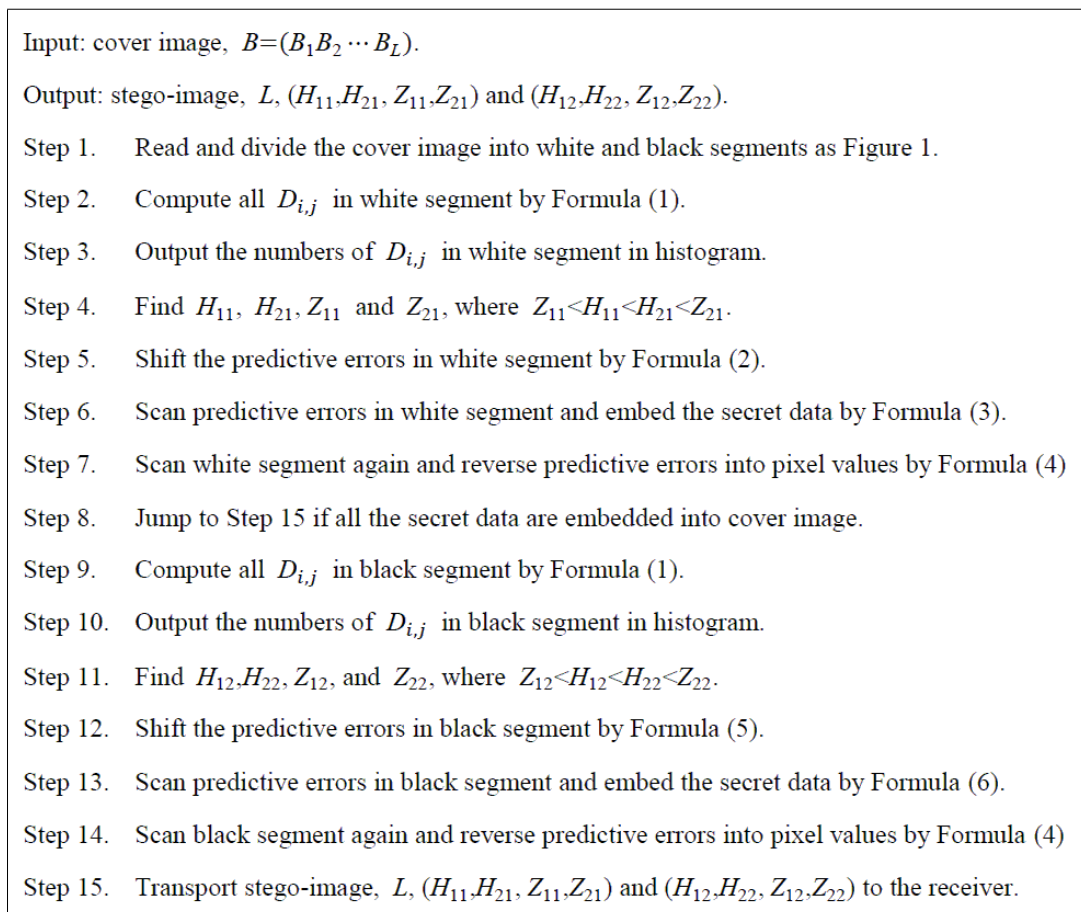 Input: cover image, B=(B₁B₂ ⋯ B_L).
Output: stego-image, L, (H₁₁,H₂₁, Z₁₁,Z₂₁) and (H₁₂,H₂₂, Z₁₂,Z₂₂).
Step 1. Read and divide the cover image into white and black segments as Figure 1.
Step 2. Compute all D_{i,j} in white segment by Formula (1).
Step 3. Output the numbers of D_{i,j} in white segment in histogram.
Step 4. Find H₁₁, H₂₁, Z₁₁ and Z₂₁, where Z₁₁<H₁₁<H₂₁<Z₂₁.
Step 5. Shift the predictive errors in white segment by Formula (2).
Step 6. Scan predictive errors in white segment and embed the secret data by Formula (3).
Step 7. Scan white segment again and reverse predictive errors into pixel values by Formula (4)
Step 8. Jump to Step 15 if all the secret data are embedded into cover image.
Step 9. Compute all D_{i,j} in black segment by Formula (1).
Step 10. Output the numbers of D_{i,j} in black segment in histogram.
Step 11. Find H₁₂,H₂₂, Z₁₂, and Z₂₂, where Z₁₂<H₁₂<H₂₂<Z₂₂.
Step 12. Shift the predictive errors in black segment by Formula (5).
Step 13. Scan predictive errors in black segment and embed the secret data by Formula (6).
Step 14. Scan black segment again and reverse predictive errors into pixel values by Formula (4)
Step 15. Transport stego-image, L, (H₁₁,H₂₁, Z₁₁,Z₂₁) and (H₁₂,H₂₂, Z₁₂,Z₂₂) to the receiver.